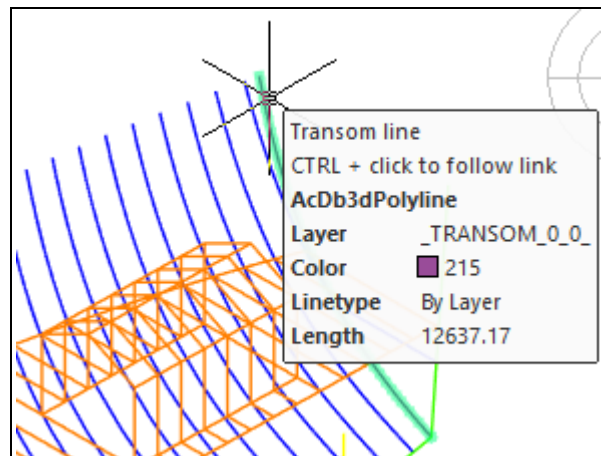 Transom line
CTRL + click to follow link
AcDb3dPolyline
Layer _TRANSOM_0_0_
Color 215
Linetype By Layer
Length 12637.17